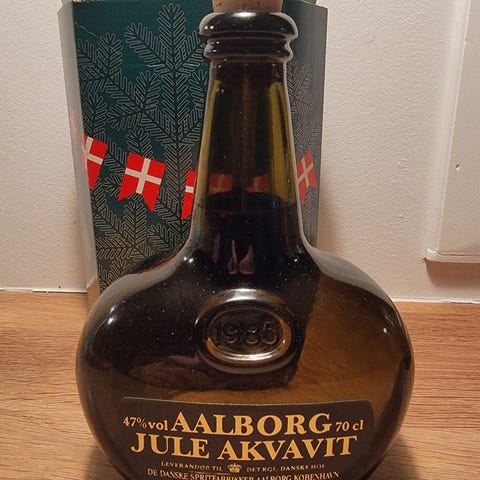 1985
47% vol AALBORG 70 cl
JULE AKVAVIT
LEVERANDØR TIL DET KGL. DANSKE HOF
DE DANSKE SPRITFABRIKKER AALBORG KØBENHAVN